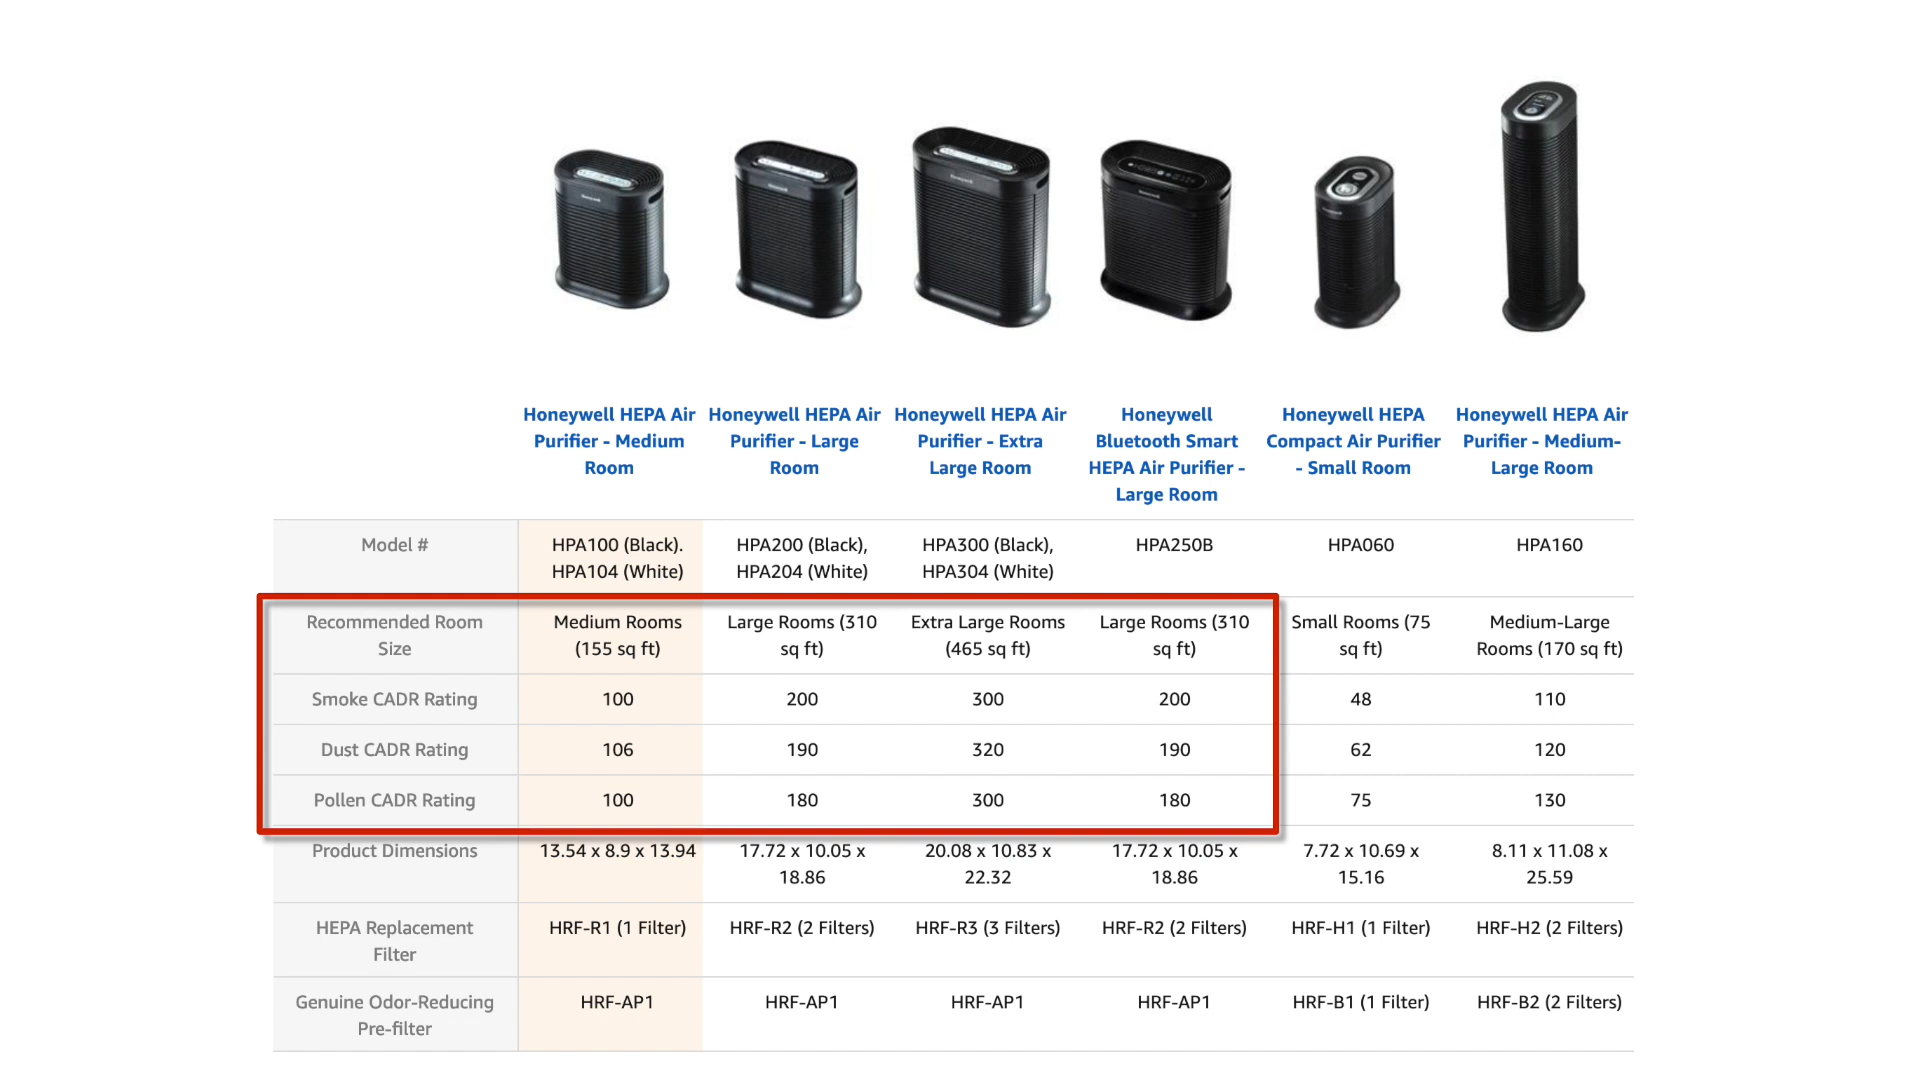 Honeywell HEPA Air
Purifier - Medium
Room
Honeywell HEPA Air
Purifier - Large
Room
Honeywell HEPA Air
Purifier - Extra
Large Room
Honeywell
Bluetooth Smart
HEPA Air Purifier -
Large Room
Honeywell HEPA
Compact Air Purifier
- Small Room
Honeywell HEPA Air
Purifier - Medium-
Large Room
Model #
HPA100 (Black).
HPA104 (White)
HPA200 (Black),
HPA204 (White)
HPA300 (Black),
HPA304 (White)
HPA250B
HPA060
HPA160
Recommended Room
Size
Medium Rooms
(155 sq ft)
Large Rooms (310
sq ft)
Extra Large Rooms
(465 sq ft)
Large Rooms (310
sq ft)
Small Rooms (75
sq ft)
Medium-Large
Rooms (170 sq ft)
Smoke CADR Rating
100
200
300
200
48
110
Dust CADR Rating
106
190
320
190
62
120
Pollen CADR Rating
100
180
300
180
75
130
Product Dimensions
13.54 x 8.9 x 13.94
17.72 x 10.05 x
18.86
20.08 x 10.83 x
22.32
17.72 x 10.05 x
18.86
7.72 x 10.69 x
15.16
8.11 x 11.08 x
25.59
HEPA Replacement
Filter
HRF-R1 (1 Filter)
HRF-R2 (2 Filters)
HRF-R3 (3 Filters)
HRF-R2 (2 Filters)
HRF-H1 (1 Filter)
HRF-H2 (2 Filters)
Genuine Odor-Reducing
Pre-filter
HRF-AP1
HRF-AP1
HRF-AP1
HRF-AP1
HRF-B1 (1 Filter)
HRF-B2 (2 Filters)